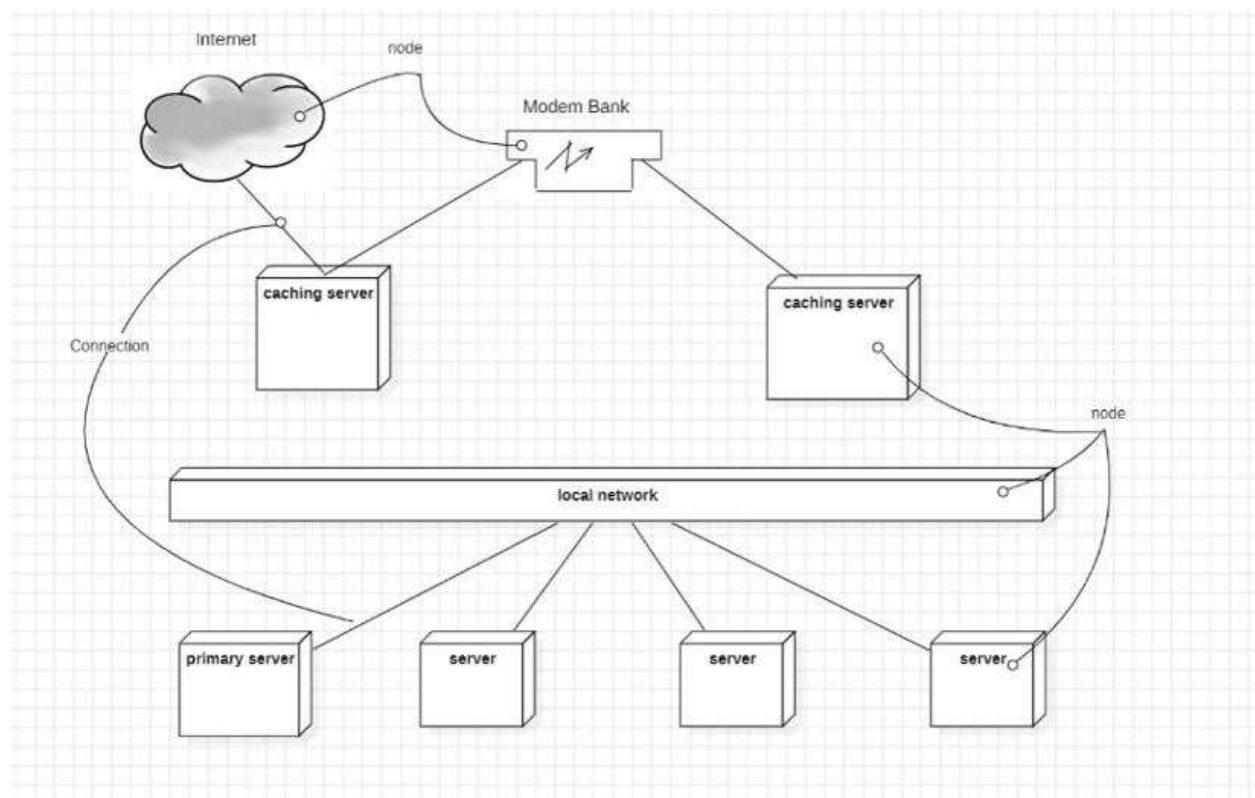 Internet
node
Modem Bank
caching server
caching server
Connection
node
local network
primary server
server
server
server